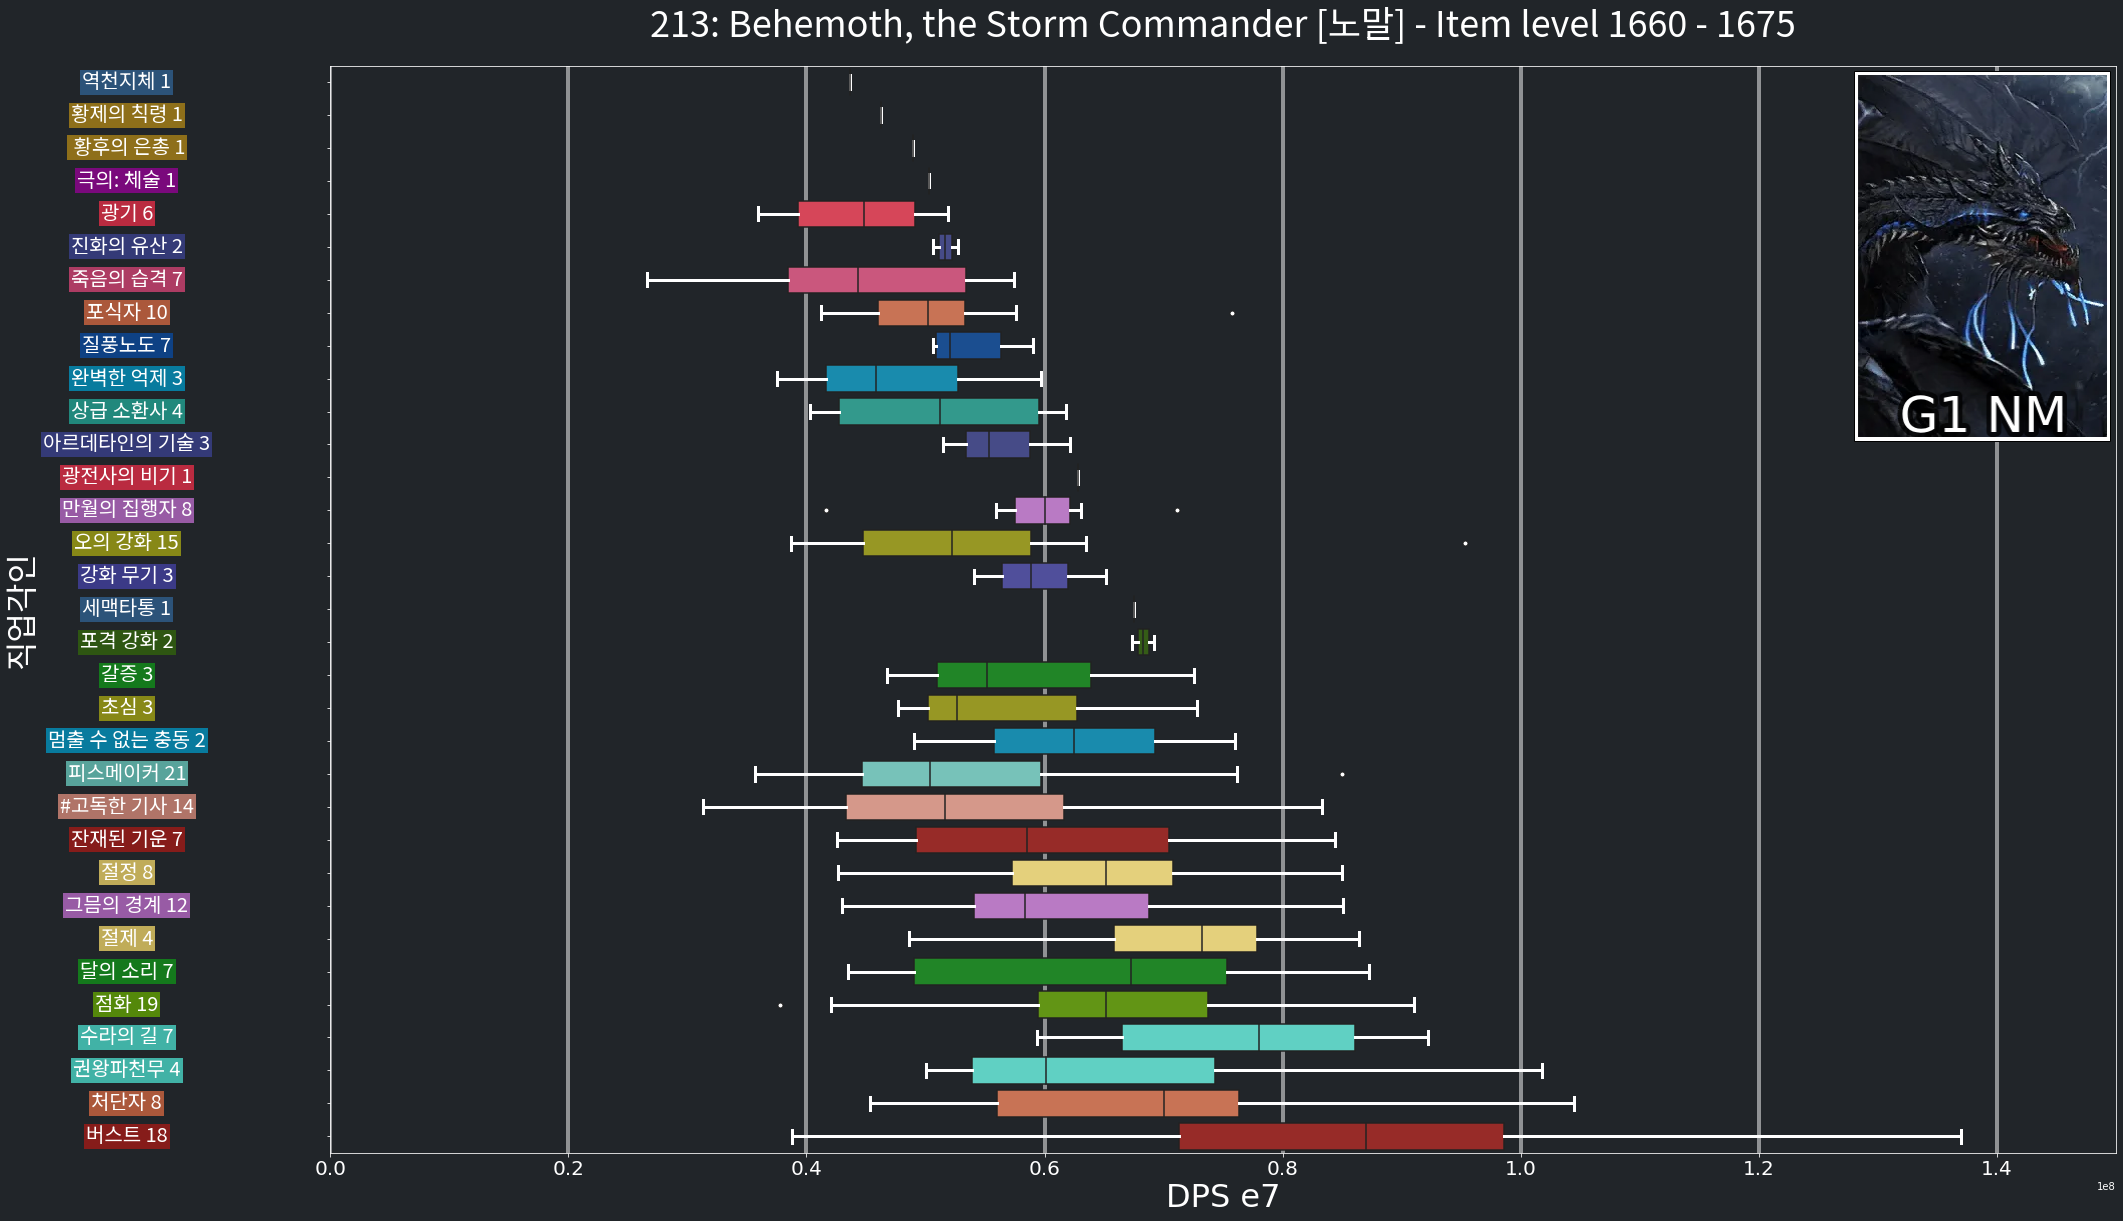 213: Behemoth, the Storm Commander [노말] - Item level 1660 - 1675
역천지체 1
황제의 칙령 1
황후의 은총 1
극의: 체술 1
광기 6
진화의 유산 2
죽음의 습격 7
포식자 10
질풍노도 7
완벽한 억제 3
상급 소환사 4
아르데타인의 기술 3
광전사의 비기 1
만월의 집행자 8
오의 강화 15
강화 무기 3
세맥타통 1
포격 강화 2
갈증 3
초심 3
멈출 수 없는 충동 2
피스메이커 21
#고독한 기사 14
잔재된 기운 7
절정 8
그믐의 경계 12
절제 4
달의 소리 7
점화 19
수라의 길 7
권왕파천무 4
처단자 8
버스트 18
직업각인
G1 NM
0.0 0.2 0.4 0.6 0.8 1.0 1.2 1.4
DPS e7
1e8